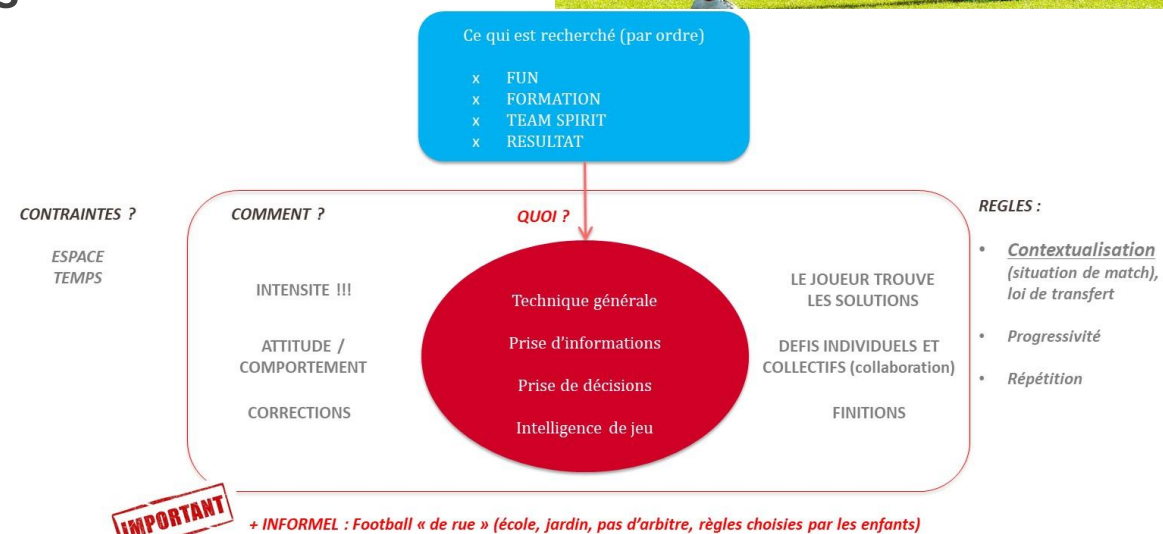 Ce qui est recherché (par ordre)
x FUN
x FORMATION
x TEAM SPIRIT
x RESULTAT
CONTRAINTES ?
ESPACE
TEMPS
COMMENT ?
INTENSITE !!!
ATTITUDE /
COMPORTEMENT
CORRECTIONS
QUOI ?
Technique générale
Prise d'informations
Prise de décisions
Intelligence de jeu
LE JOUEUR TROUVE
LES SOLUTIONS
DEFIS INDIVIDUELS ET
COLLECTIFS (collaboration)
FINITIONS
REGLES :
• Contextualisation
(situation de match),
loi de transfert
• Progressivité
• Répétition
IMPORTANT
+ INFORMEL : Football « de rue » (école, jardin, pas d'arbitre, règles choisies par les enfants)